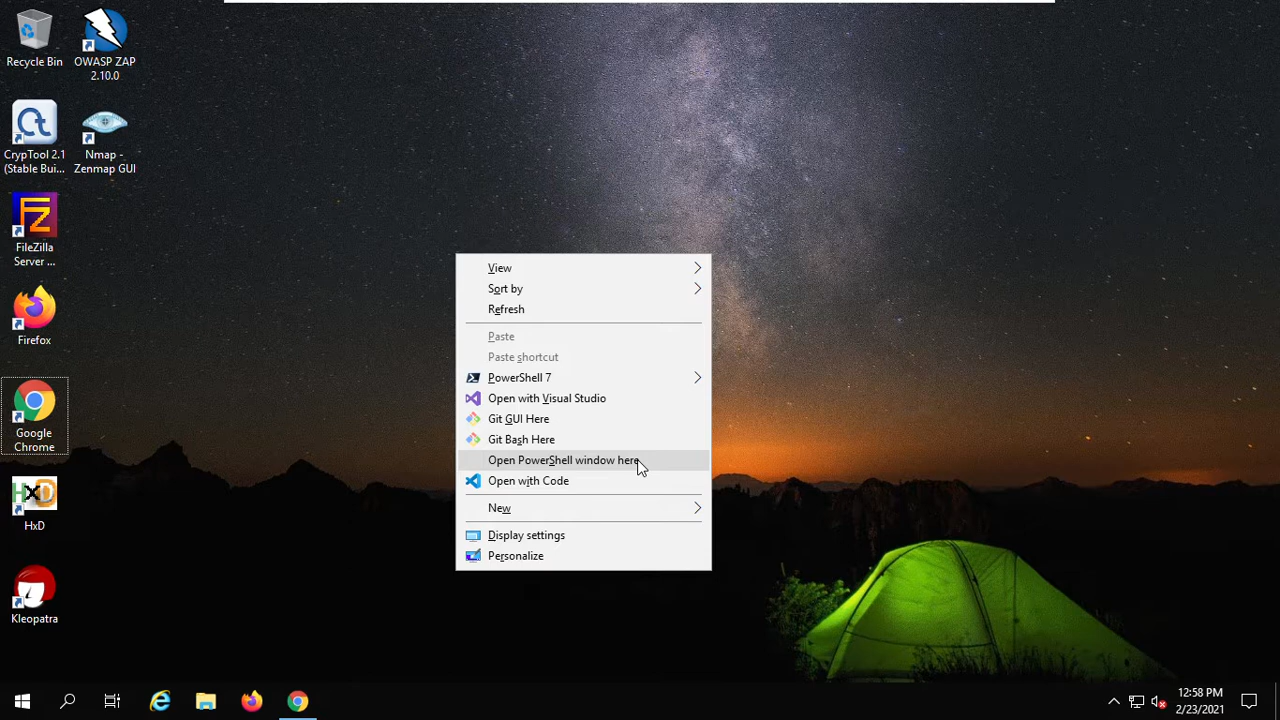 Recycle Bin
OWASP ZAP
2.10.0
CrypTool 2.1
(Stable Bui...
Nmap -
Zenmap GUI
FileZilla
Server ...
Firefox
Google
Chrome
HxD
HxD
Kleopatra
View
Sort by
Refresh
Paste
Paste shortcut
PowerShell 7
Open with Visual Studio
Git GUI Here
Git Bash Here
Open PowerShell window here
Open with Code
New
Display settings
Personalize
12:58 PM
2/23/2021